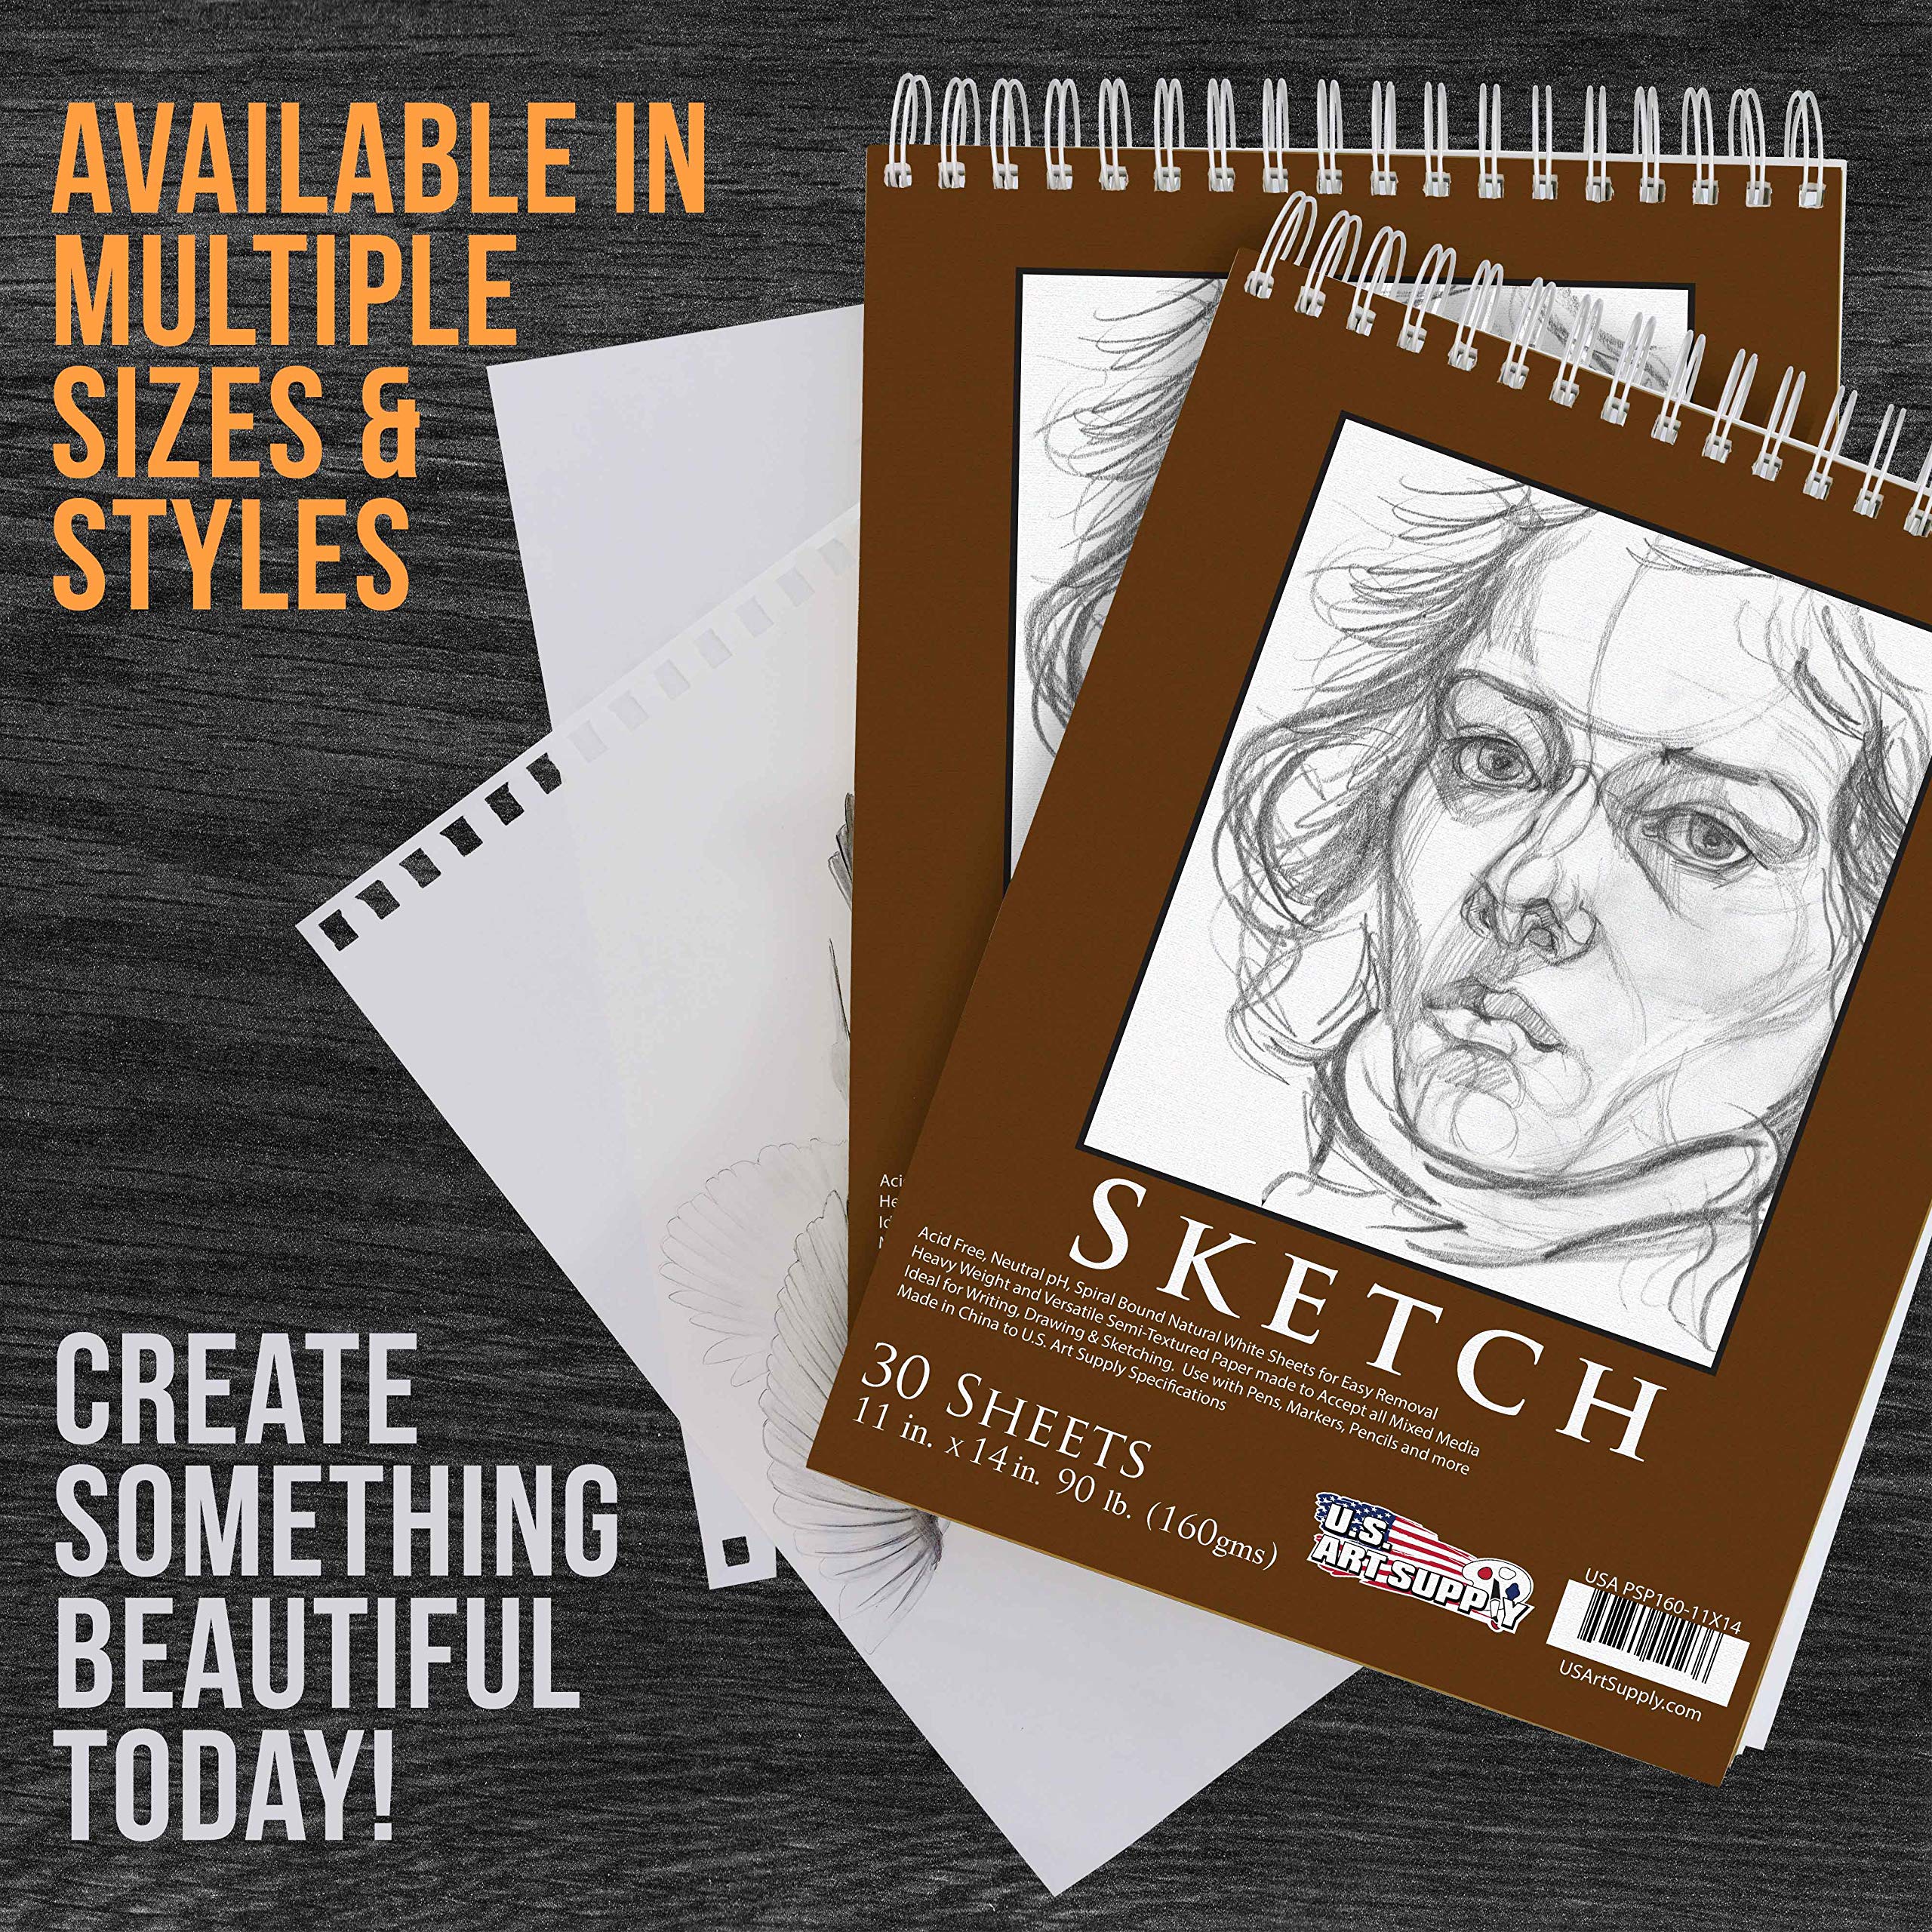 AVAILABLE IN
MULTIPLE
SIZES &
STYLES
CREATE
SOMETHING
BEAUTIFUL
TODAY!
Aci
He
Id
SKETCH
Acid Free, Neutral pH, Spiral Bound Natural White Sheets for Easy Removal
Heavy Weight and Versatile Semi-Textured Paper made to Accept all Mixed Media
Ideal for Writing, Drawing & Sketching. Use with Pens, Markers, Pencils and more
Made in China to U.S. Art Supply Specifications
30 SHEETS
11 in. x 14 in. 90 lb. (160gms)
U.S.
ART SUPPLY
USA PSP160-11X14
USArtSupply.com